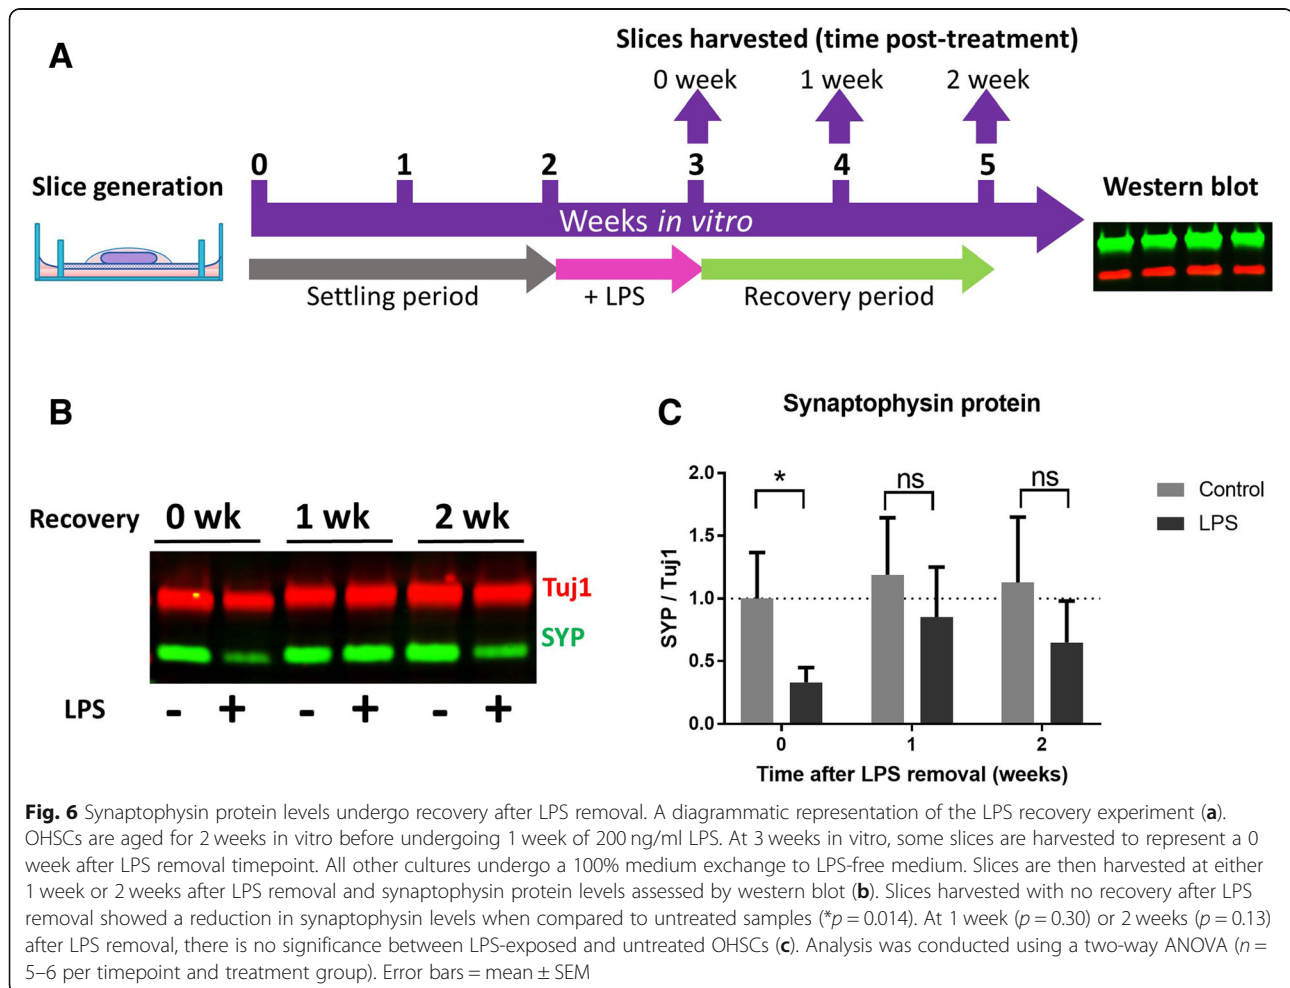 A
Slices harvested (time post-treatment)
0 week 1 week 2 week
0 1 2 3 4 5
Slice generation
Western blot
Weeks in vitro
Settling period + LPS Recovery period
B
Recovery 0 wk 1 wk 2 wk
Tuj1
SYP
LPS - + - + - +
C
Synaptophysin protein
2.0
1.5
1.0
0.5
0.0
SYP / Tuj1
* ns ns
Control
LPS
0 1 2
Time after LPS removal (weeks)
Fig. 6 Synaptophysin protein levels undergo recovery after LPS removal. A diagrammatic representation of the LPS recovery experiment (a).
OHSCs are aged for 2 weeks in vitro before undergoing 1 week of 200 ng/ml LPS. At 3 weeks in vitro, some slices are harvested to represent a 0
week after LPS removal timepoint. All other cultures undergo a 100% medium exchange to LPS-free medium. Slices are then harvested at either
1 week or 2 weeks after LPS removal and synaptophysin protein levels assessed by western blot (b). Slices harvested with no recovery after LPS
removal showed a reduction in synaptophysin levels when compared to untreated samples (*p = 0.014). At 1 week (p = 0.30) or 2 weeks (p = 0.13)
after LPS removal, there is no significance between LPS-exposed and untreated OHSCs (c). Analysis was conducted using a two-way ANOVA (n =
5–6 per timepoint and treatment group). Error bars = mean ± SEM